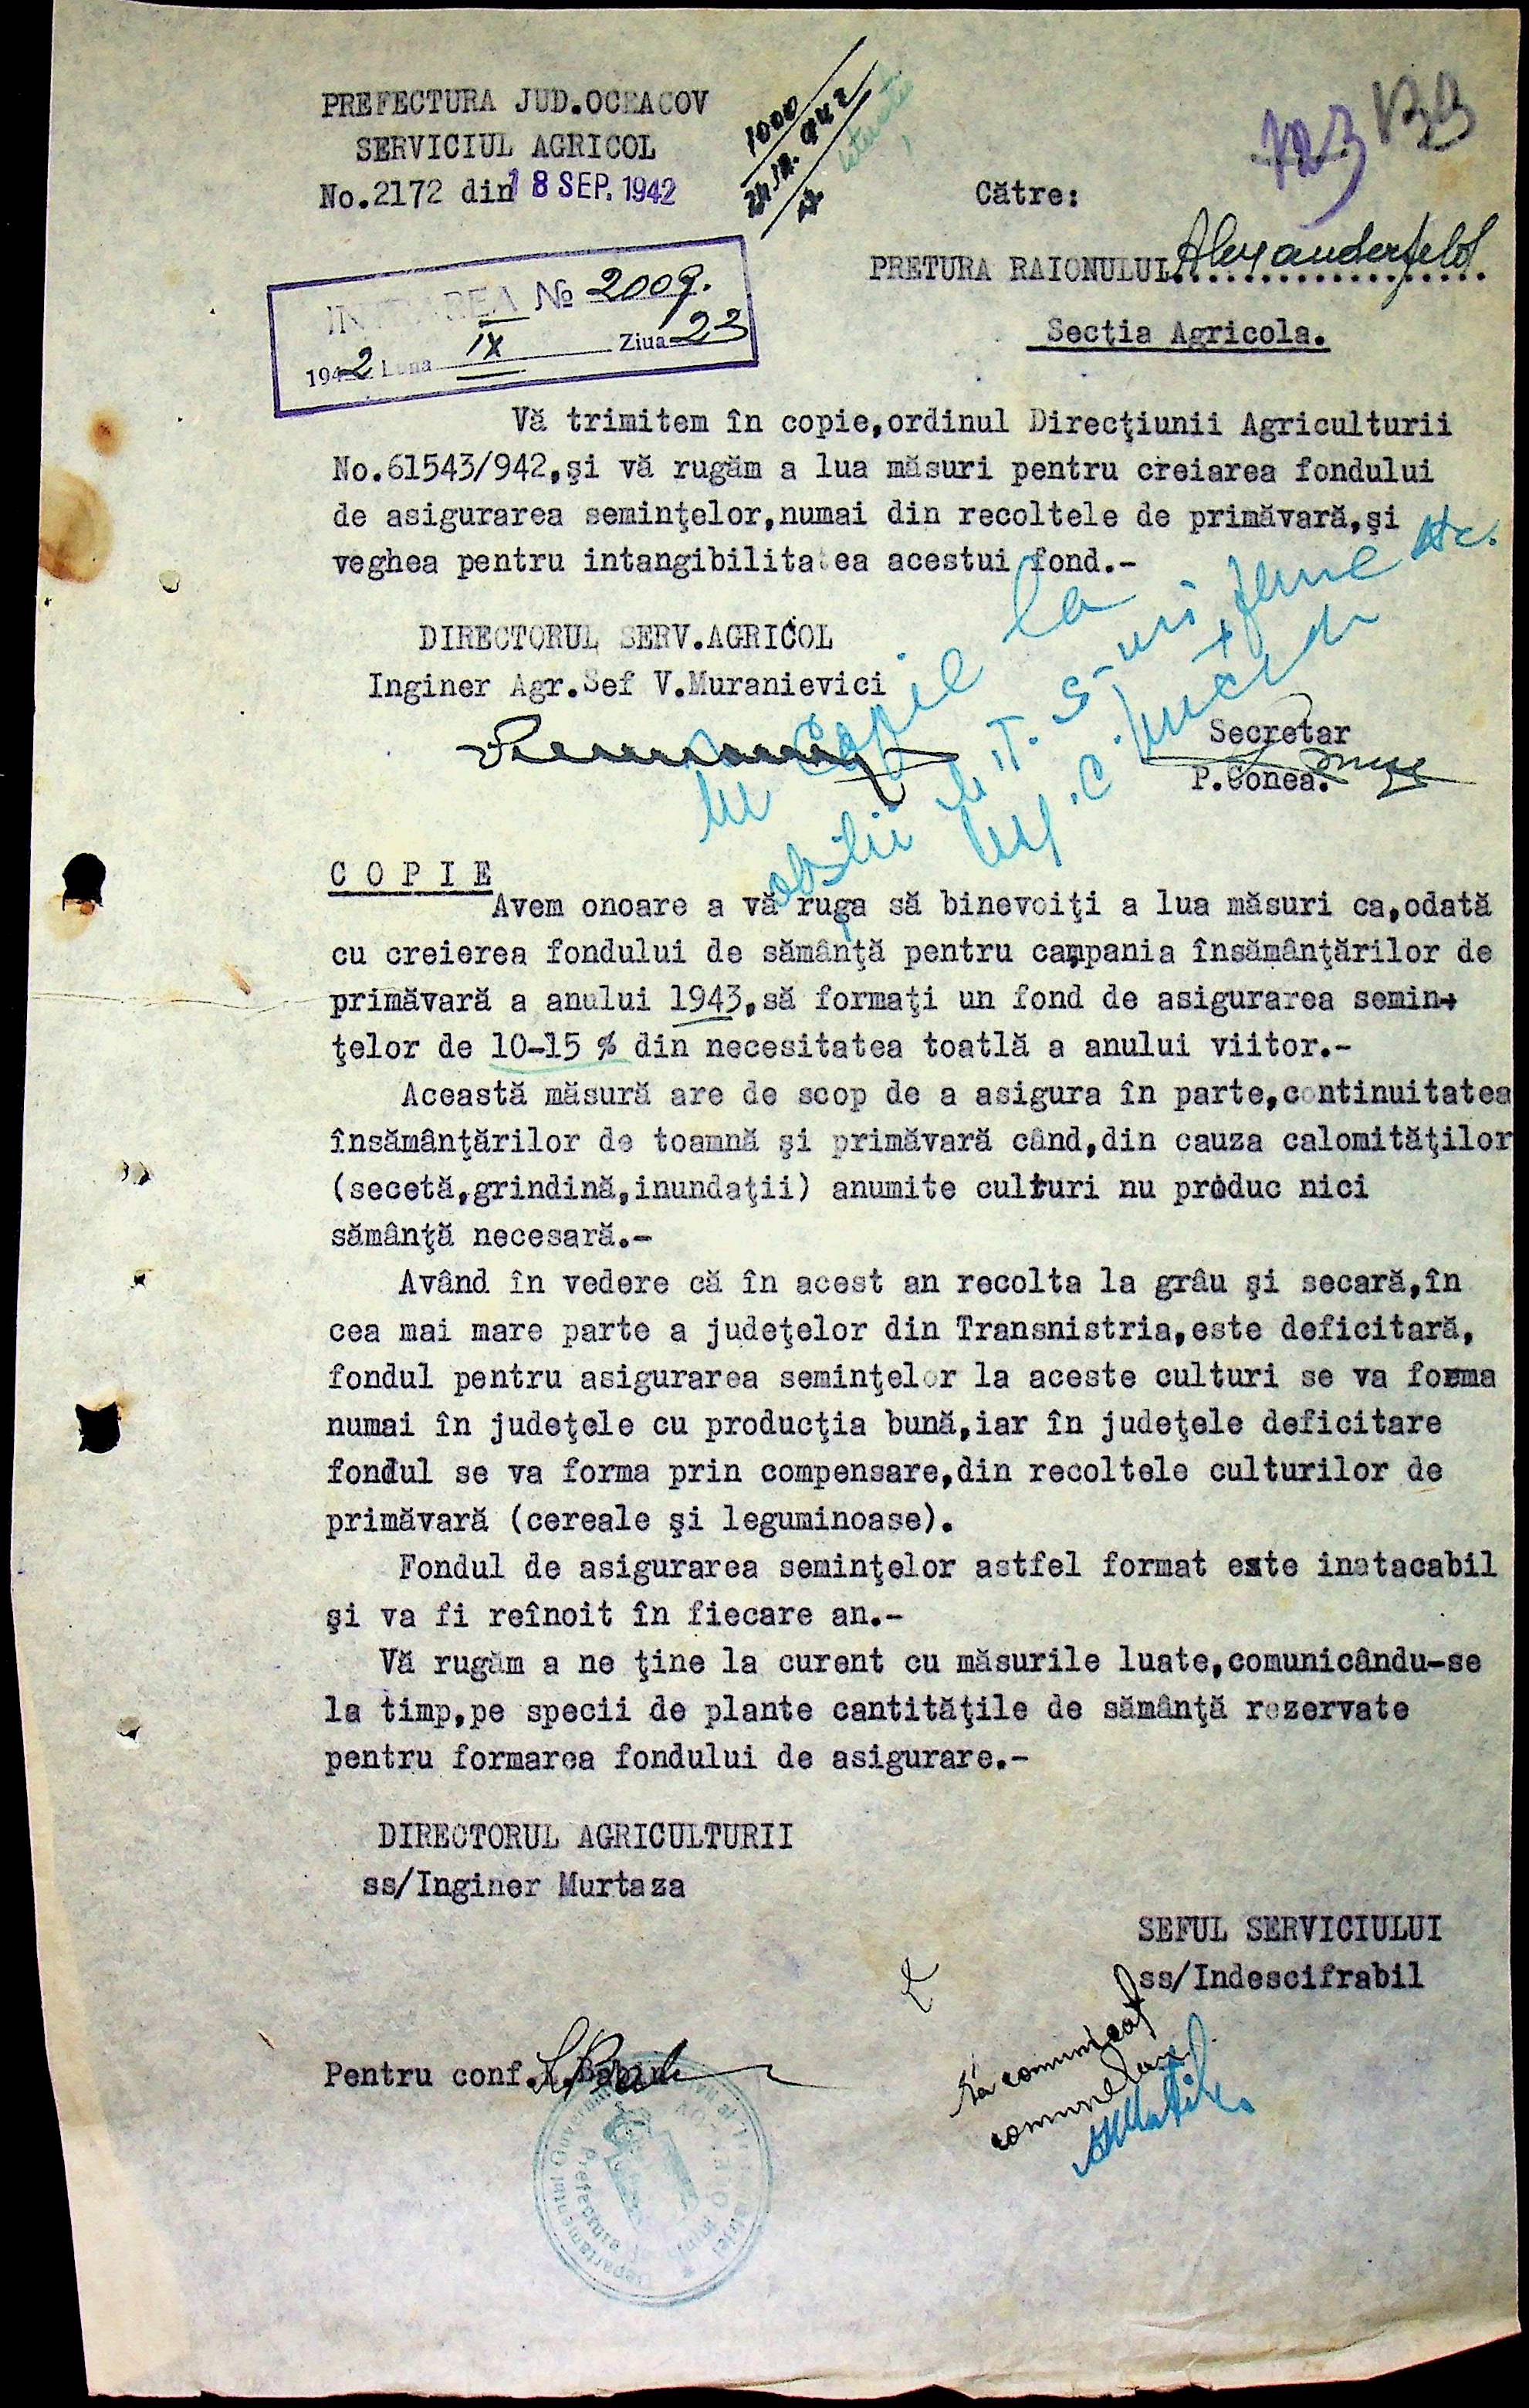 PREFECTURA JUD.OCEACOV
SERVICIUL AGRICOL
No.2172 din 18 SEP. 1942
1000
123 133
Către:
PRETURA RAIONULUI Alexanderfeld
Secţia Agricola.
INTRAREA № 2009.
1942 Luna IX Ziua 23
Vă trimitem în copie,ordinul Direcţiunii Agriculturii
No.61543/942,şi vă rugăm a lua măsuri pentru creiarea fondului
de asigurarea seminţelor,numai din recoltele de primăvară,şi
veghea pentru intangibilitatea acestui fond.-
DIRECTORUL SERV.AGRICOL
Inginer Agr.Sef V.Muranievici
Secretar
P.Gonea.
In copie la
C O P I E
Avem onoare a vă ruga să binevoiţi a lua măsuri ca,odată
cu creierea fondului de sămânţă pentru campania însămânţărilor de
primăvară a anului 1943,să formaţi un fond de asigurarea semin-
ţelor de 10-15 % din necesitatea toatlă a anului viitor.-
Această măsură are de scop de a asigura în parte,continuitatea
însămânţărilor de toamnă şi primăvară când,din cauza calomităţilor
(secetă,grindină,inundaţii) anumite culturi nu produc nici
sămânţă necesară.-
Având în vedere că în acest an recolta la grâu şi secară,în
cea mai mare parte a judeţelor din Transnistria,este deficitară,
fondul pentru asigurarea seminţelor la aceste culturi se va forma
numai în judeţele cu producţia bună,iar în judeţele deficitare
fondul se va forma prin compensare,din recoltele culturilor de
primăvară (cereale şi leguminoase).
Fondul de asigurarea seminţelor astfel format este inatacabil
şi va fi reînoit în fiecare an.-
Vă rugăm a ne ţine la curent cu măsurile luate,comunicându-se
la timp,pe specii de plante cantităţile de sămânţă rezervate
pentru formarea fondului de asigurare.-
DIRECTORUL AGRICULTURII
ss/Inginer Murtaza
SEFUL SERVICIULUI
ss/Indescifrabil
Pentru conf.
comunicat